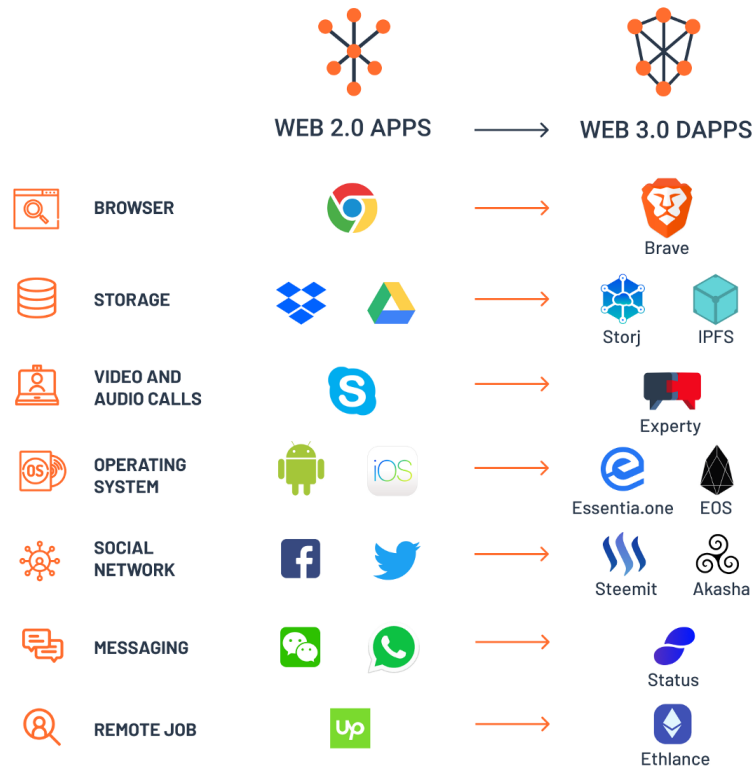 WEB 2.0 APPS
WEB 3.0 DAPPS
BROWSER
Brave
STORAGE
Storj
IPFS
VIDEO AND
AUDIO CALLS
S
Experty
OS
OPERATING
SYSTEM
iOS
Essentia.one
EOS
SOCIAL
NETWORK
f
Steemit
Akasha
MESSAGING
Status
REMOTE JOB
Up
Ethlance